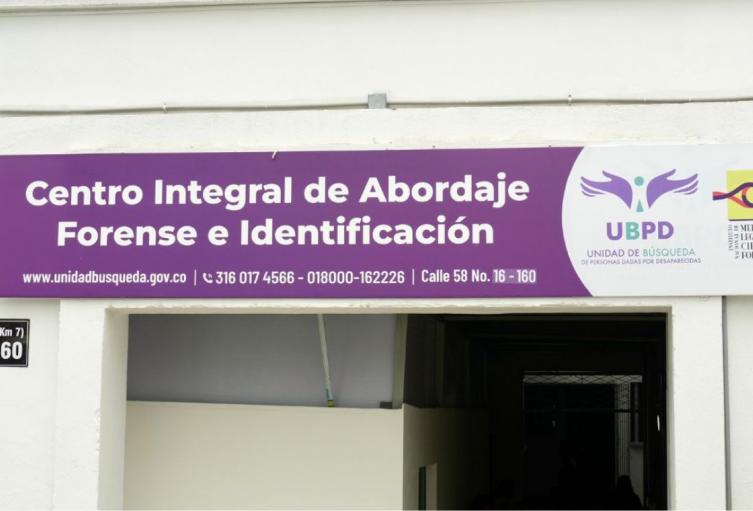 Centro Integral de Abordaje
Forense e Identificación
www.unidadbusqueda.gov.co | 316 017 4566 - 018000-162226 | Calle 58 No. 16 - 160
UBPD
UNIDAD DE BÚSQUEDA
DE PERSONAS DADAS POR DESAPARECIDAS
Km 7)
60